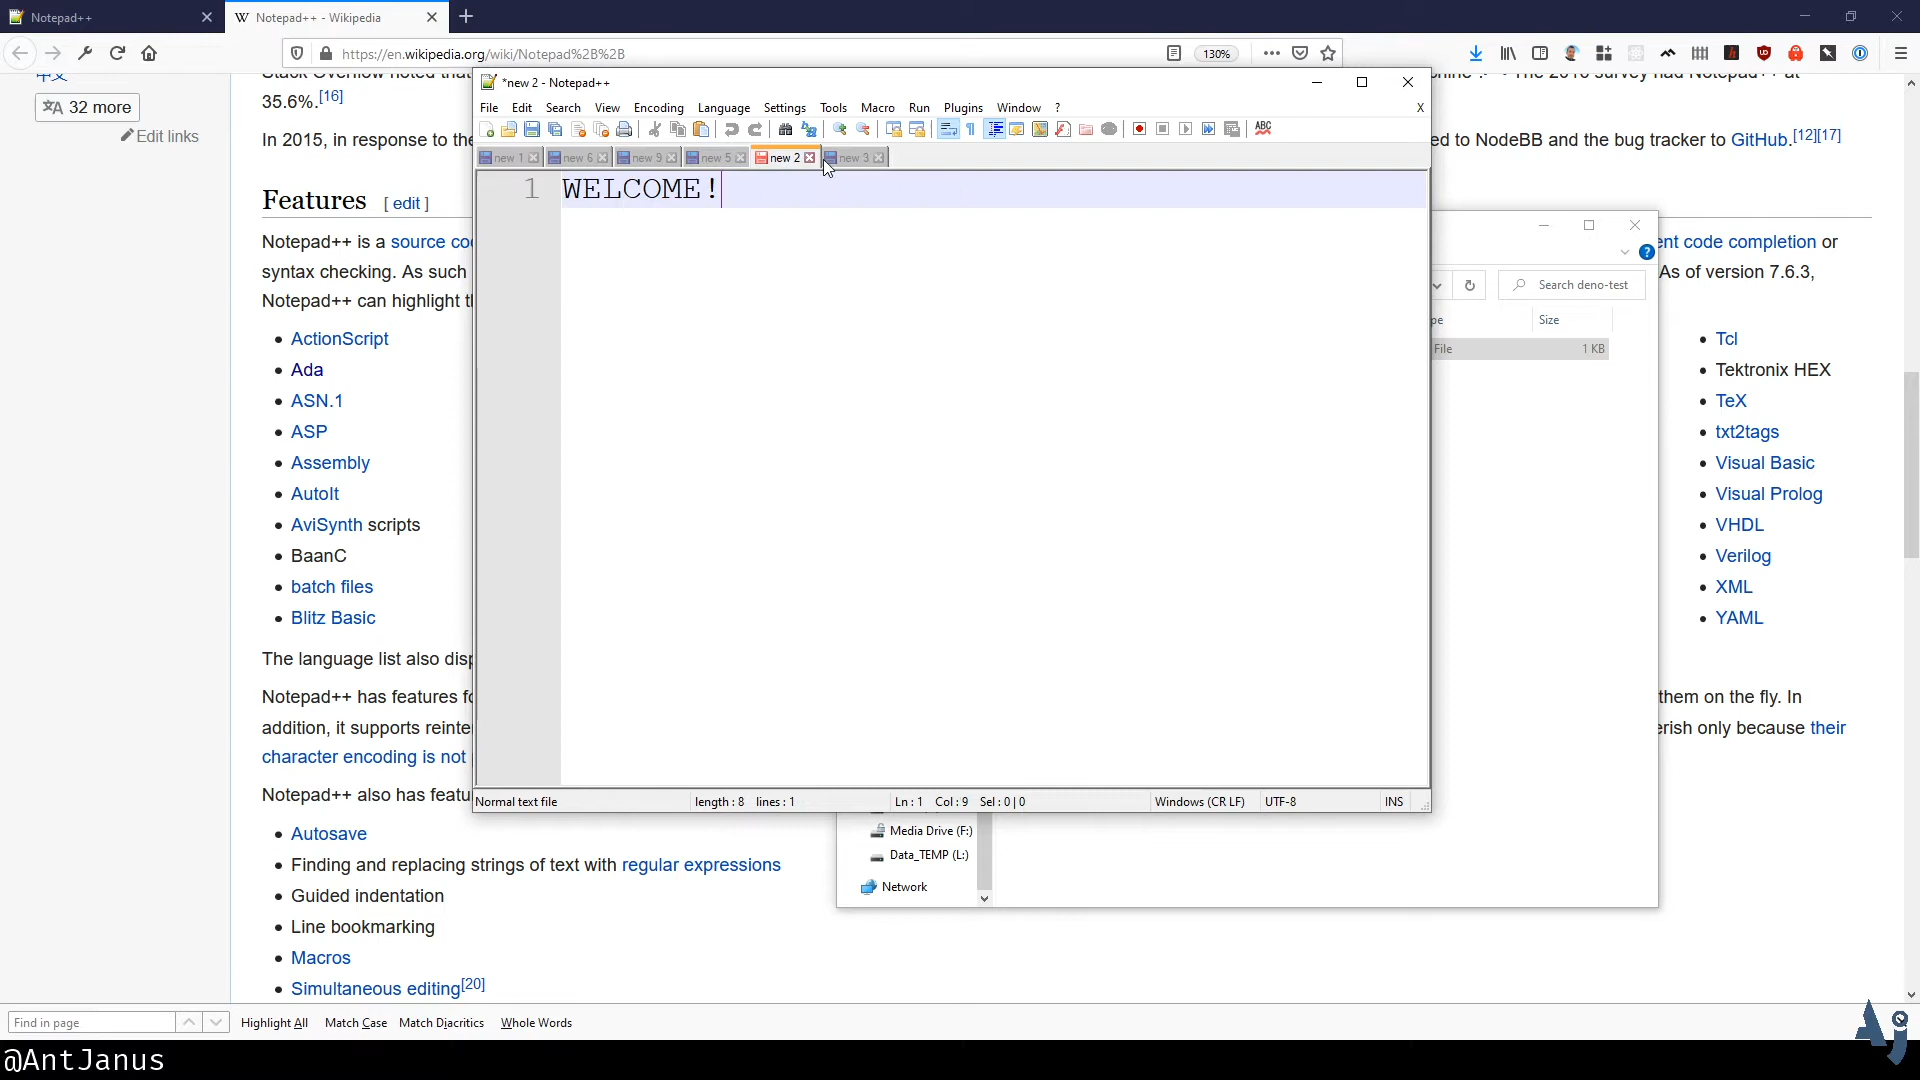 Notepad++
W Notepad++ - Wikipedia
https://en.wikipedia.org/wiki/Notepad%2B%2B
130%
中文
32 more
Edit links
35.6%.[16]
In 2015, in response to the
ed to NodeBB and the bug tracker to GitHub.[12][17]
Features [ edit ]
Notepad++ is a source co
ent code completion or
syntax checking. As such
As of version 7.6.3,
Notepad++ can highlight t
ActionScript
Ada
ASN.1
ASP
Assembly
AutoIt
AviSynth scripts
BaanC
batch files
Blitz Basic
Tcl
Tektronix HEX
TeX
txt2tags
Visual Basic
Visual Prolog
VHDL
Verilog
XML
YAML
The language list also disp
Notepad++ has features fo
them on the fly. In
addition, it supports reinte
erish only because their
character encoding is not
Notepad++ also has featu
Autosave
Finding and replacing strings of text with regular expressions
Guided indentation
Line bookmarking
Macros
Simultaneous editing[20]
*new 2 - Notepad++
File Edit Search View Encoding Language Settings Tools Macro Run Plugins Window ? X
ABC
new 1 new 6 new 9 new 5 new 2 new 3
1 WELCOME!
Normal text file length : 8 lines : 1 Ln : 1 Col : 9 Sel : 0 | 0 Windows (CR LF) UTF-8 INS
Search deno-test
pe Size
File 1 KB
Media Drive (F:)
Data_TEMP (L:)
Network
Find in page Highlight All Match Case Match Diacritics Whole Words
@AntJanus
Aj